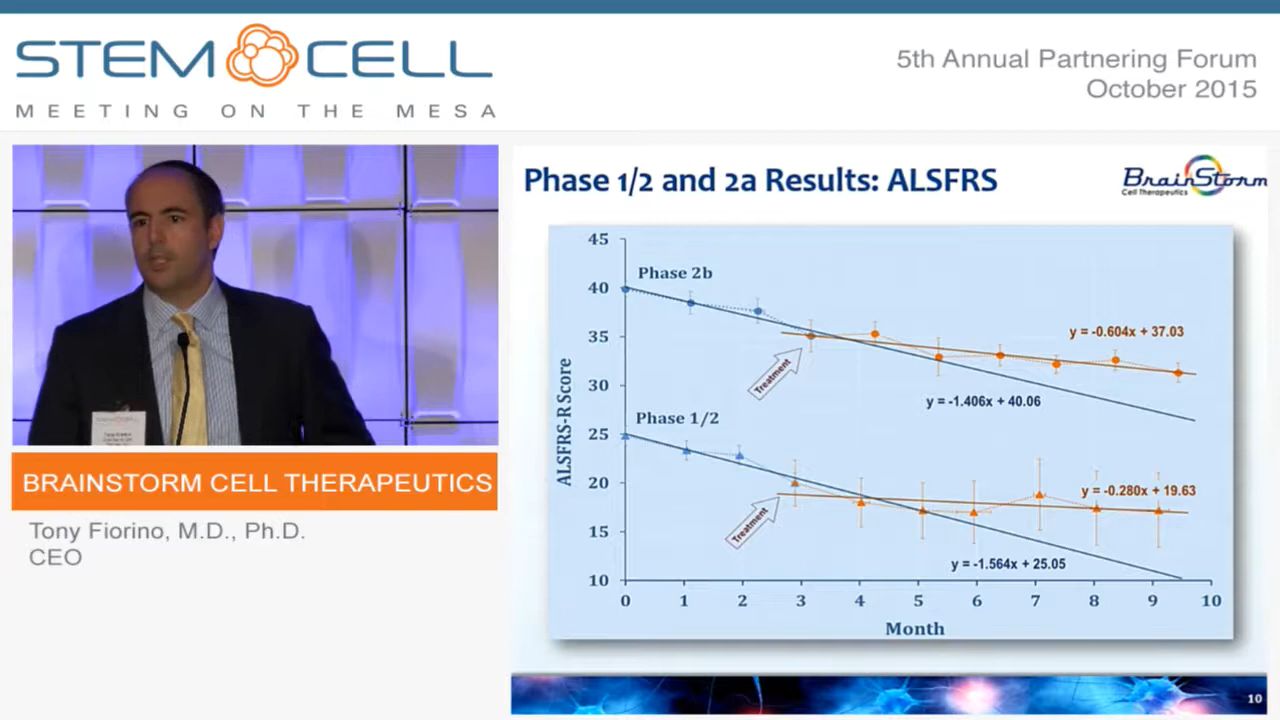 STEM CELL
MEETING ON THE MESA
5th Annual Partnering Forum
October 2015
BRAINSTORM CELL THERAPEUTICS
Tony Fiorino, M.D., Ph.D.
CEO
Phase 1/2 and 2a Results: ALSFRS
BrainStorm
Cell Therapeutics
ALSFRS-R Score
45
40
35
30
25
20
15
10
Phase 2b
Treatment
y = -0.604x + 37.03
y = -1.406x + 40.06
Phase 1/2
Treatment
y = -0.280x + 19.63
y = -1.564x + 25.05
0 1 2 3 4 5 6 7 8 9 10
Month
10